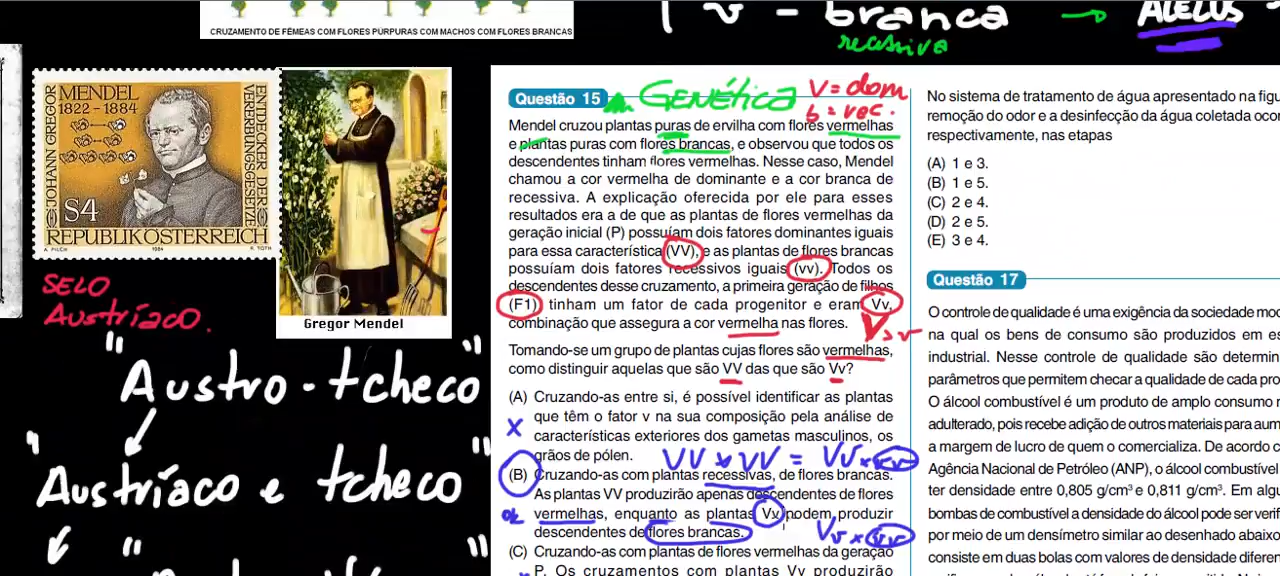 CRUZAMENTO DE FÊMEAS COM FLORES PÚRPURAS COM MACHOS COM FLORES BRANCAS
v - branca → ALELOS
recessiva
JOHANN GREGOR
MENDEL
1822 - 1884
ENTDECKER DER
VERERBUNGSGESETZE
S4
REPUBLIK ÖSTERREICH
A. PILCH
1984
K. TOTH
Gregor Mendel
SELO
Austríaco.
"Austro-tcheco"
"Austríaco e tcheco"
Questão 15
GENÉTICA
V = dom
b = rec.
Mendel cruzou plantas puras de ervilha com flores vermelhas
e plantas puras com flores brancas, e observou que todos os
descendentes tinham flores vermelhas. Nesse caso, Mendel
chamou a cor vermelha de dominante e a cor branca de
recessiva. A explicação oferecida por ele para esses
resultados era a de que as plantas de flores vermelhas da
geração inicial (P) possuíam dois fatores dominantes iguais
para essa característica (VV), e as plantas de flores brancas
possuíam dois fatores recessivos iguais (vv). Todos os
descendentes desse cruzamento, a primeira geração de filhos
(F1) tinham um fator de cada progenitor e eram Vv,
combinação que assegura a cor vermelha nas flores.
V > v
Tomando-se um grupo de plantas cujas flores são vermelhas,
como distinguir aquelas que são VV das que são Vv?
(A) Cruzando-as entre si, é possível identificar as plantas
que têm o fator v na sua composição pela análise de
x
características exteriores dos gametas masculinos, os
grãos de pólen.
VV x VV = VV x vv
(B) Cruzando-as com plantas recessivas, de flores brancas.
As plantas VV produzirão apenas descendentes de flores
ok
vermelhas, enquanto as plantas Vv podem produzir
descendentes de flores brancas.
Vv x vv
(C) Cruzando-as com plantas de flores vermelhas da geração
P. Os cruzamentos com plantas Vv produzirão
No sistema de tratamento de água apresentado na figu
remoção do odor e a desinfecção da água coletada ocor
respectivamente, nas etapas
(A) 1 e 3.
(B) 1 e 5.
(C) 2 e 4.
(D) 2 e 5.
(E) 3 e 4.
Questão 17
O controle de qualidade é uma exigência da sociedade mod
na qual os bens de consumo são produzidos em es
industrial. Nesse controle de qualidade são determin
parâmetros que permitem checar a qualidade de cada pro
O álcool combustível é um produto de amplo consumo m
adulterado, pois recebe adição de outros materiais para aum
a margem de lucro de quem o comercializa. De acordo c
Agência Nacional de Petróleo (ANP), o álcool combustível
ter densidade entre 0,805 g/cm³ e 0,811 g/cm³. Em algu
bombas de combustível a densidade do álcool pode ser verifi
por meio de um densímetro similar ao desenhado abaixo
consiste em duas bolas com valores de densidade diferen